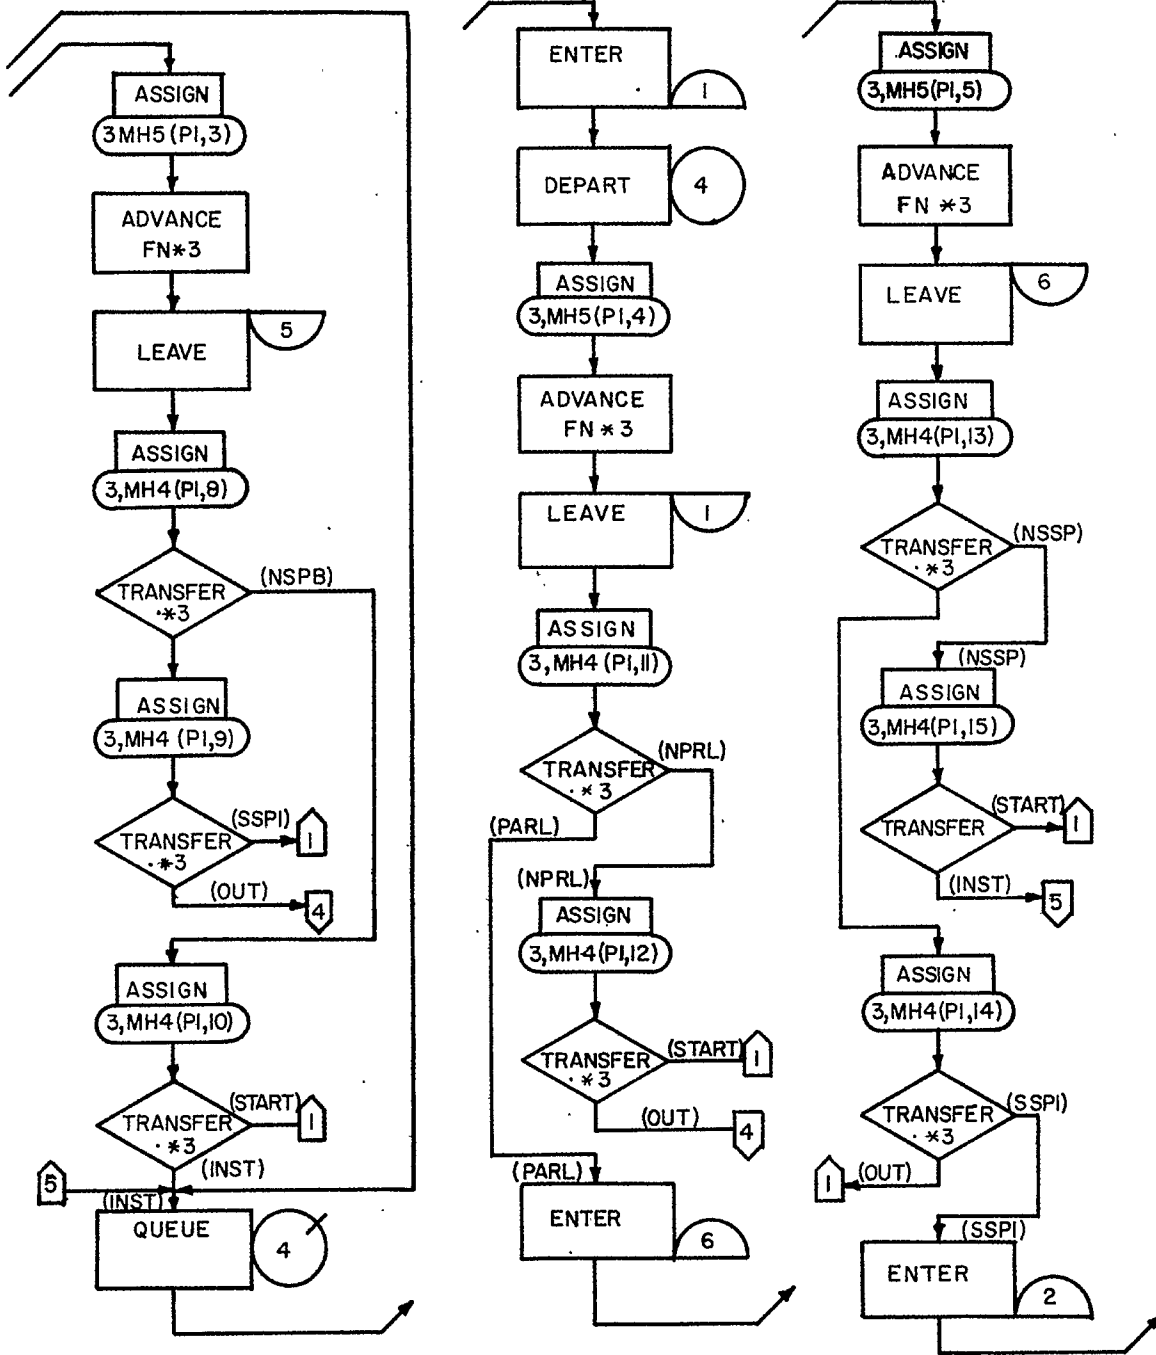 ASSIGN
3MH5(P1,3)
ADVANCE
FN*3
LEAVE
5
ASSIGN
3,MH4(P1,8)
TRANSFER
.*3
(NSPB)
ASSIGN
3,MH4 (P1,9)
TRANSFER
.*3
(SSP1)
1
(OUT)
4
ASSIGN
3,MH4(P1,10)
TRANSFER
.*3
(START)
1
(INST)
5
(INST)
QUEUE
4
ENTER
1
DEPART
4
ASSIGN
3,MH5(P1,4)
ADVANCE
FN*3
LEAVE
1
ASSIGN
3,MH4 (P1,11)
TRANSFER
.*3
(NPRL)
(PARL)
(NPRL)
ASSIGN
3,MH4(P1,12)
TRANSFER
.*3
(START)
1
(OUT)
4
(PARL)
ENTER
6
ASSIGN
3,MH5(P1,5)
ADVANCE
FN *3
LEAVE
6
ASSIGN
3,MH4(P1,13)
TRANSFER
.*3
(NSSP)
(NSSP)
ASSIGN
3,MH4(P1,15)
TRANSFER
(START)
1
(INST)
5
ASSIGN
3,MH4(P1,14)
TRANSFER
.*3
(SSP1)
1
(OUT)
(SSP1)
ENTER
2